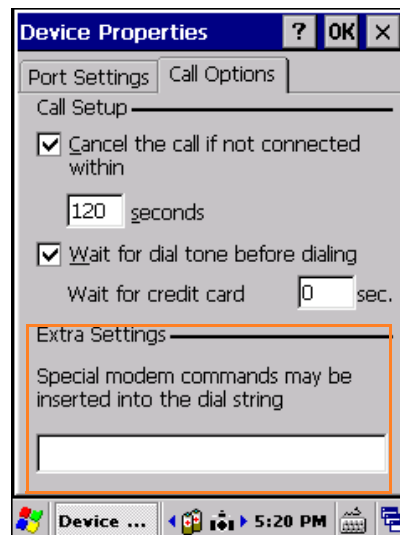 Device Properties ? OK ×
Port Settings Call Options
Call Setup
Cancel the call if not connected
within
120 seconds
Wait for dial tone before dialing
Wait for credit card 0 sec.
Extra Settings
Special modem commands may be
inserted into the dial string
Device ... 5:20 PM